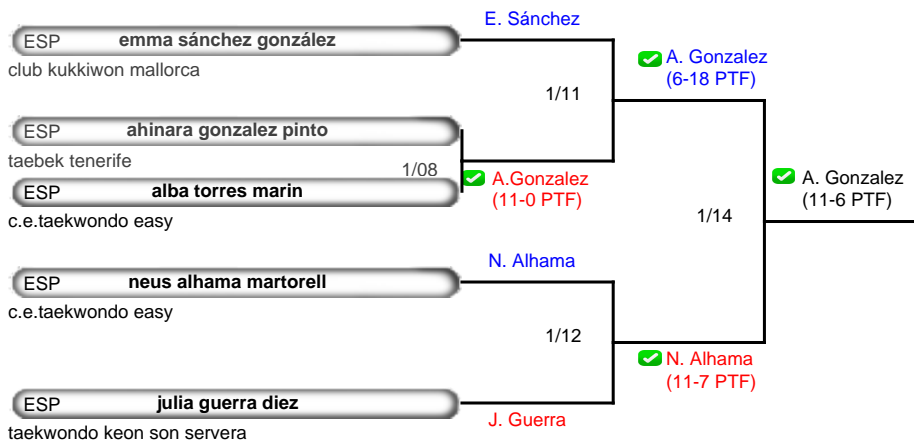 E. Sánchez
ESP emma sánchez gonzález
club kukkiwon mallorca
A. Gonzalez
(6-18 PTF)
1/11
ESP ahinara gonzalez pinto
taebek tenerife
1/08
A.Gonzalez
(11-0 PTF)
A. Gonzalez
(11-6 PTF)
ESP alba torres marin
c.e.taekwondo easy
1/14
N. Alhama
ESP neus alhama martorell
c.e.taekwondo easy
1/12
N. Alhama
(11-7 PTF)
ESP julia guerra diez
J. Guerra
taekwondo keon son servera